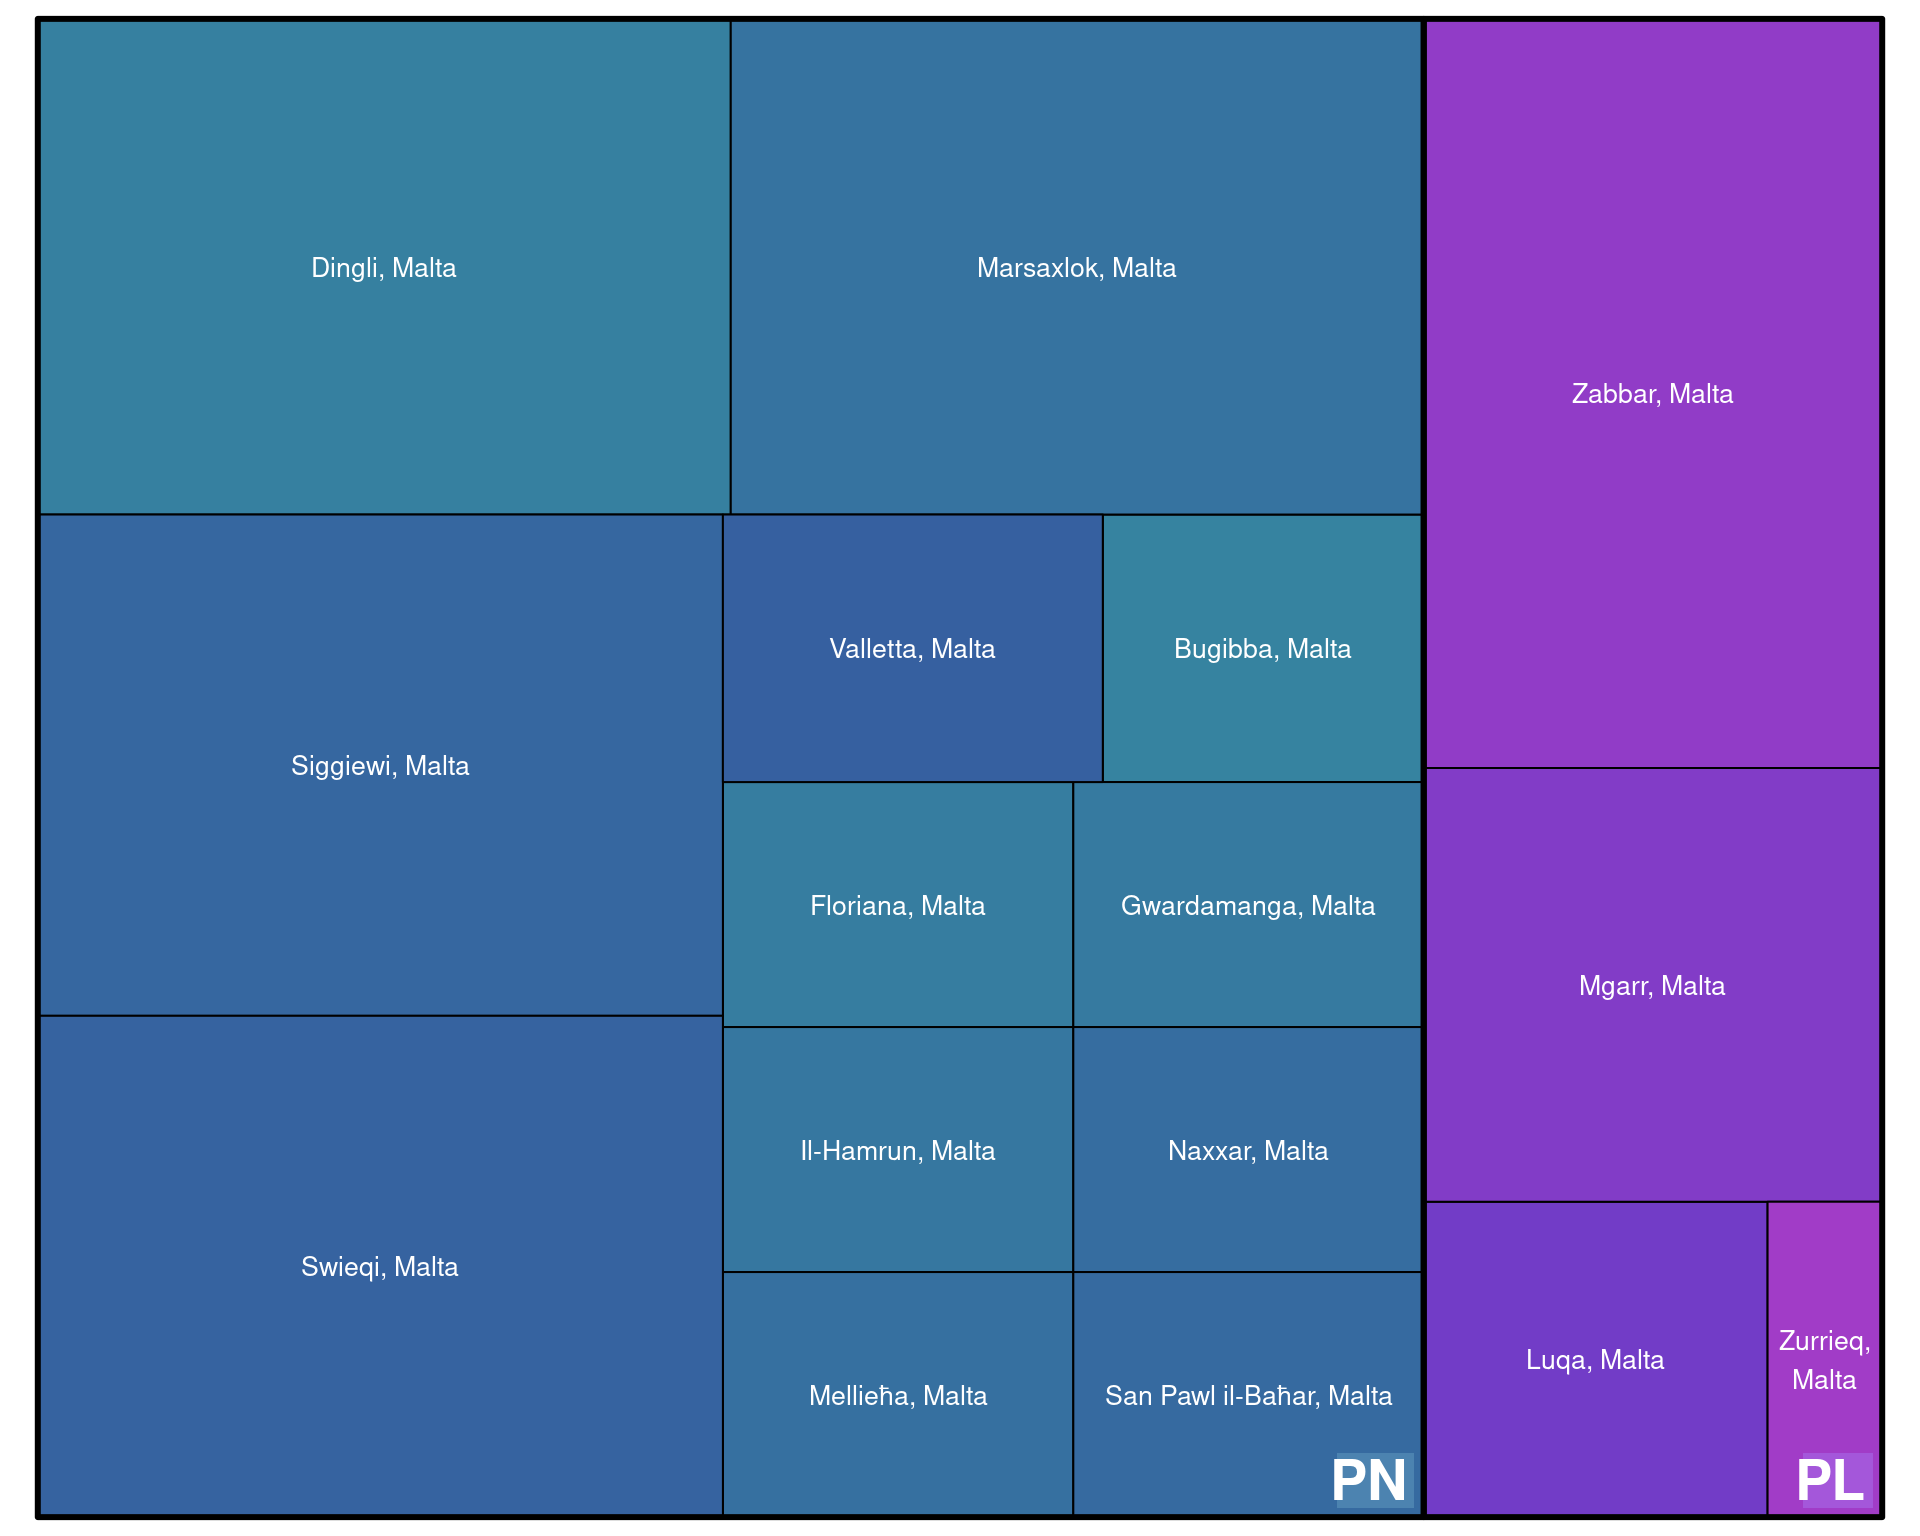 Dingli, Malta
Marsaxlok, Malta
Zabbar, Malta
Valletta, Malta
Bugibba, Malta
Siggiewi, Malta
Floriana, Malta
Gwardamanga, Malta
Mgarr, Malta
Il-Hamrun, Malta
Naxxar, Malta
Swieqi, Malta
Luqa, Malta
Zurrieq,
Malta
Mellieħa, Malta
San Pawl il-Baħar, Malta
PN
PL